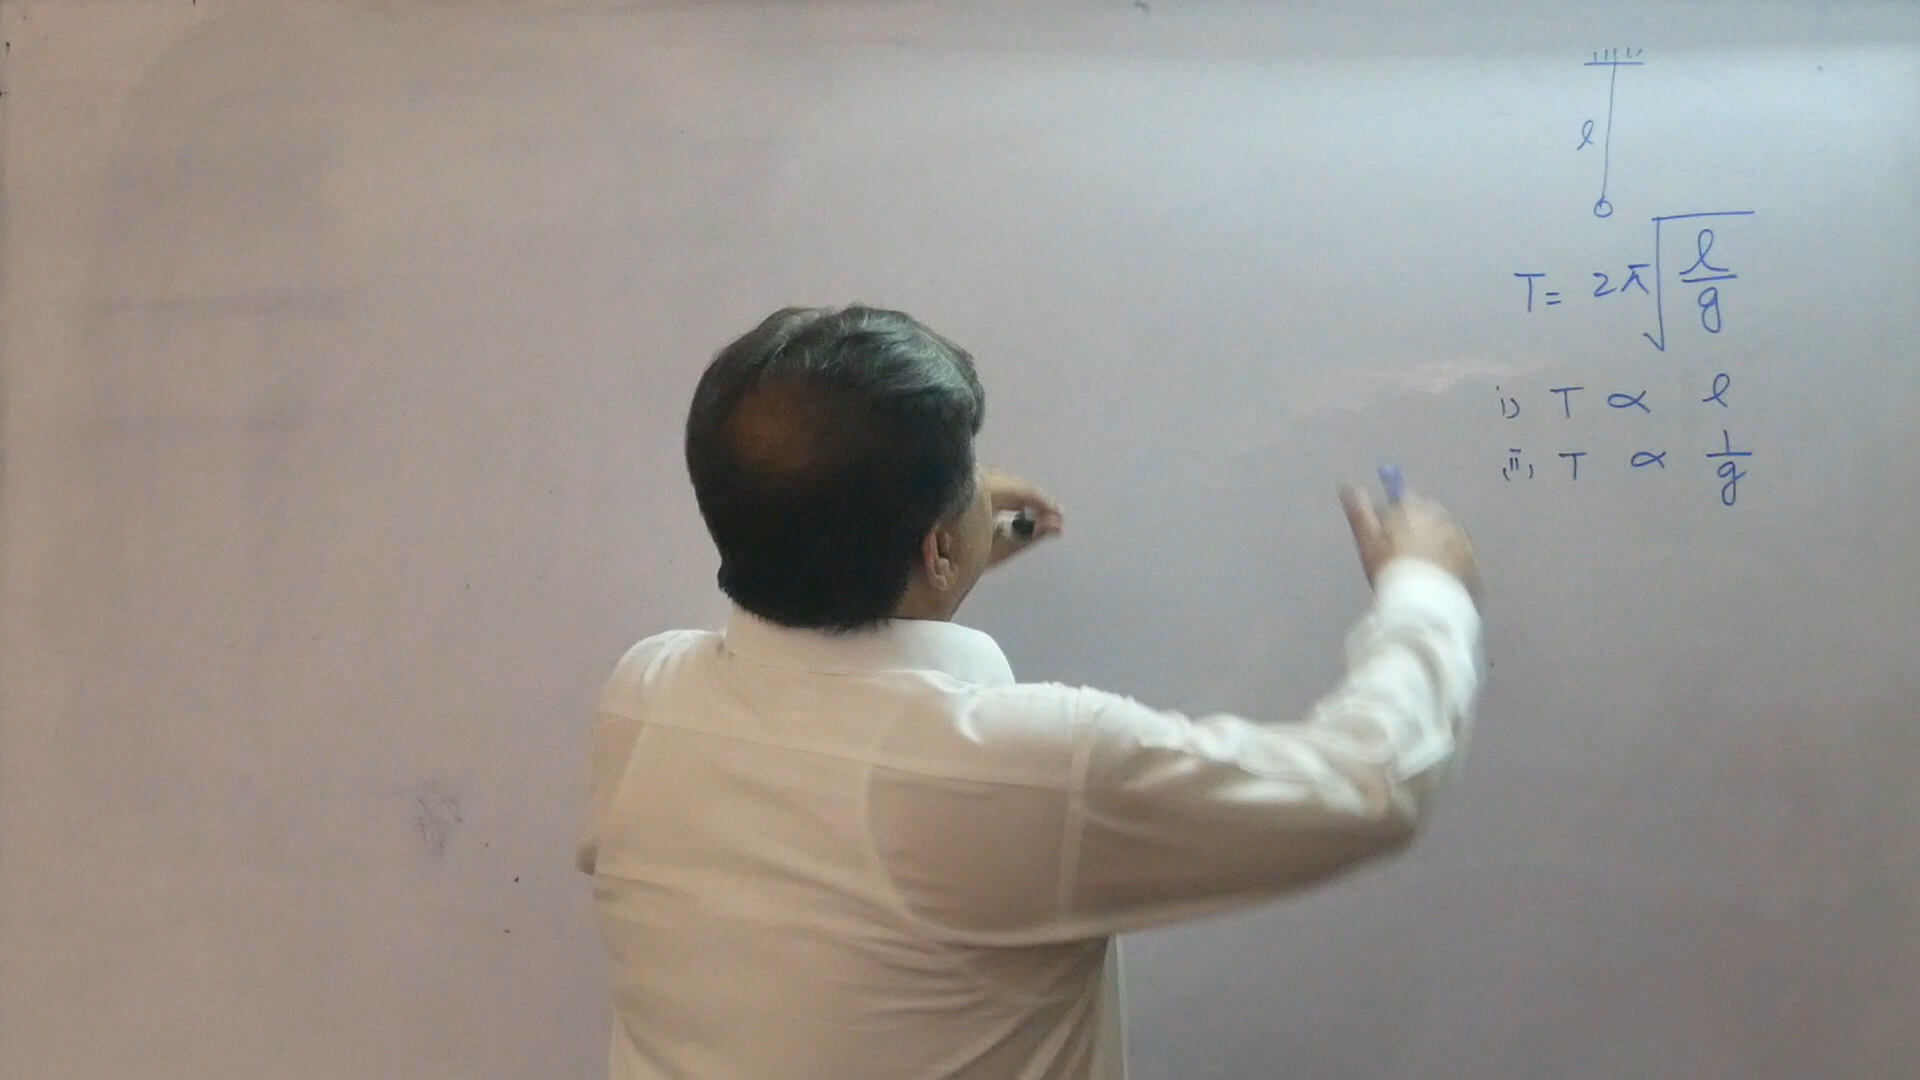 l
T = 2π√(l/g)
i) T ∝ l
(ii) T ∝ 1/g